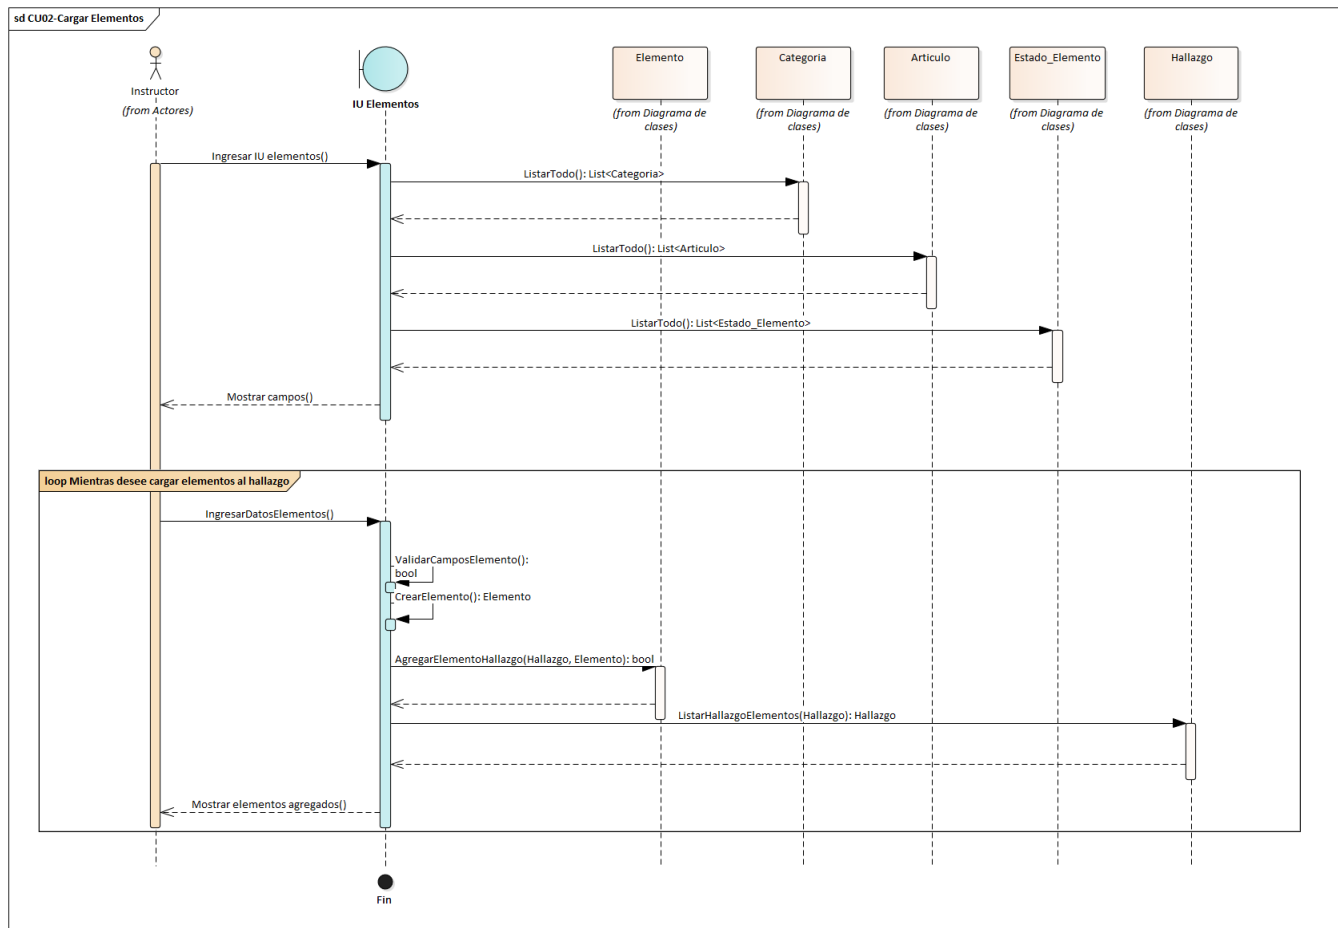 sd CU02-Cargar Elementos
Instructor
(from Actores)
IU Elementos
Elemento
(from Diagrama de
clases)
Categoria
(from Diagrama de
clases)
Articulo
(from Diagrama de
clases)
Estado_Elemento
(from Diagrama de
clases)
Hallazgo
(from Diagrama de
clases)
Ingresar IU elementos()
ListarTodo(): List<Categoria>
ListarTodo(): List<Articulo>
ListarTodo(): List<Estado_Elemento>
Mostrar campos()
loop Mientras desee cargar elementos al hallazgo
IngresarDatosElementos()
ValidarCamposElemento():
bool
CrearElemento(): Elemento
AgregarElementoHallazgo(Hallazgo, Elemento): bool
ListarHallazgoElementos(Hallazgo): Hallazgo
Mostrar elementos agregados()
Fin